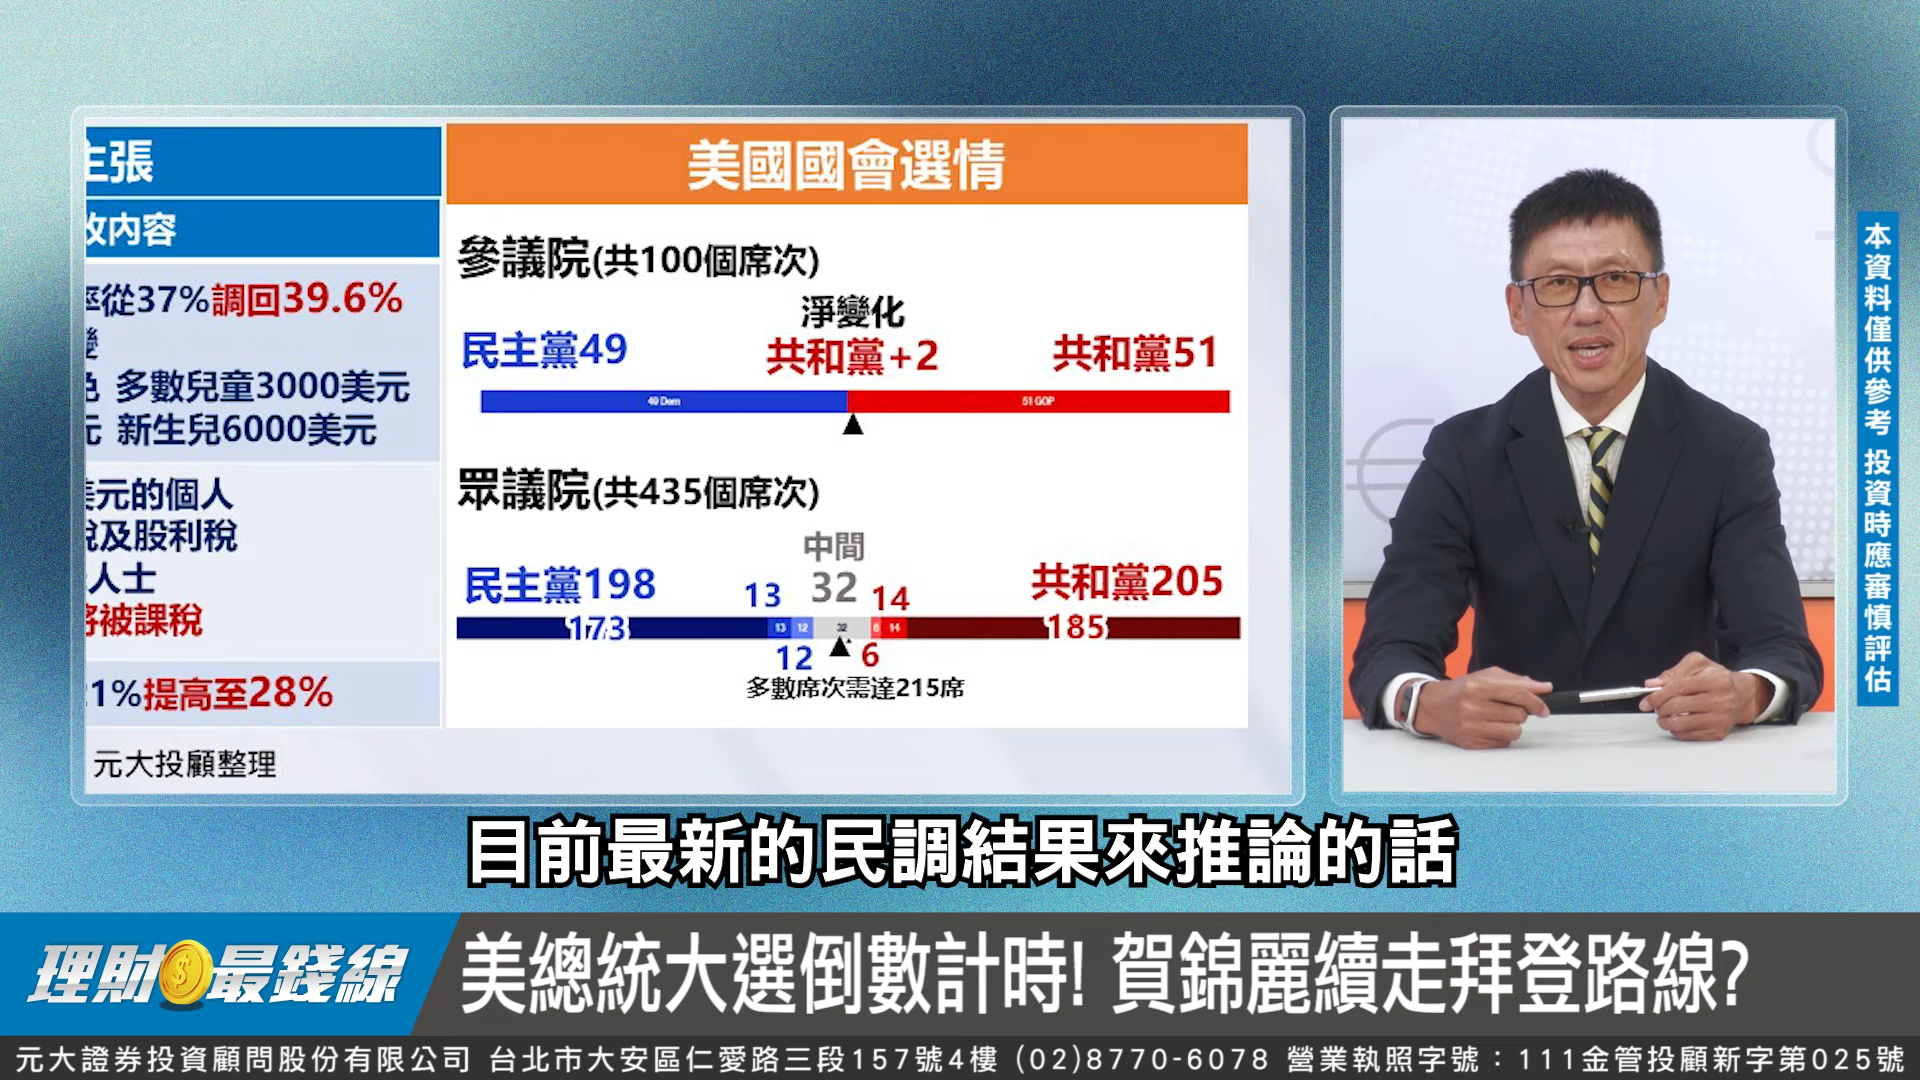 主張
改內容
率從37%調回39.6%
變
免 多數兒童3000美元
元 新生兒6000美元
美元的個人
稅及股利稅
人士
將被課稅
21%提高至28%
元大投顧整理
美國國會選情
參議院(共100個席次)
淨變化
民主黨49 共和黨+2 共和黨51
49 Dem 51 GOP
眾議院(共435個席次)
中間
民主黨198 13 32 14 共和黨205
173 13 12 32 6 14 185
12 6
多數席次需達215席
本資料僅供參考 投資時應審慎評估
目前最新的民調結果來推論的話
理財最錢線
美總統大選倒數計時! 賀錦麗續走拜登路線?
元大證券投資顧問股份有限公司 台北市大安區仁愛路三段157號4樓 (02)8770-6078 營業執照字號：111金管投顧新字第025號